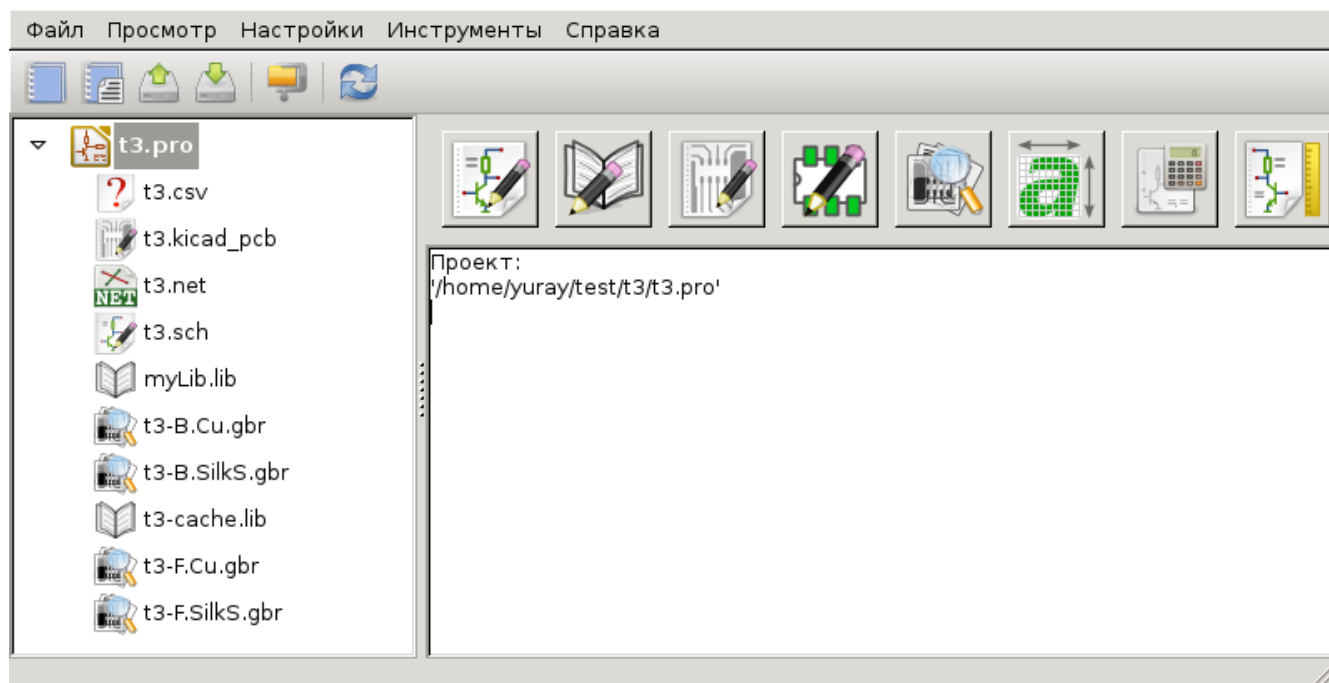 Файл Просмотр Настройки Инструменты Справка
t3.pro
t3.csv
t3.kicad_pcb
NET t3.net
t3.sch
myLib.lib
t3-B.Cu.gbr
t3-B.SilkS.gbr
t3-cache.lib
t3-F.Cu.gbr
t3-F.SilkS.gbr
Проект:
'/home/yuray/test/t3/t3.pro'